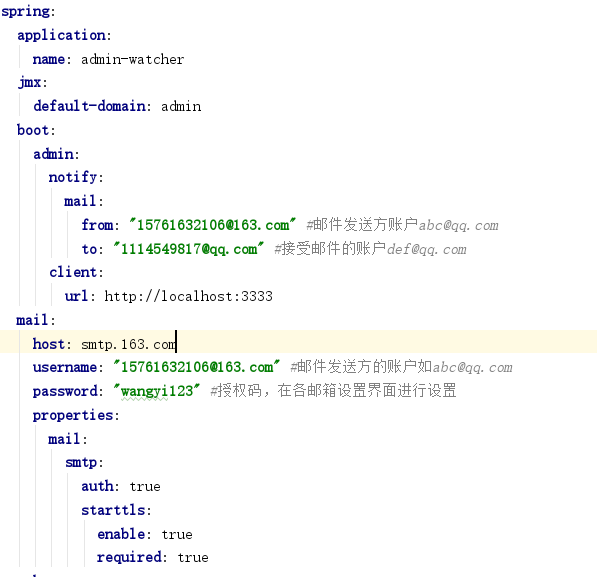 spring:
application:
name: admin-watcher
jmx:
default-domain: admin
boot:
admin:
notify:
mail:
from: "15761632106@163.com" #邮件发送方账户abc@qq.com
to: "1114549817@qq.com" #接受邮件的账户def@qq.com
client:
url: http://localhost:3333
mail:
host: smtp.163.com
username: "15761632106@163.com" #邮件发送方的账户如abc@qq.com
password: "wangyi123" #授权码，在各邮箱设置界面进行设置
properties:
mail:
smtp:
auth: true
starttls:
enable: true
required: true